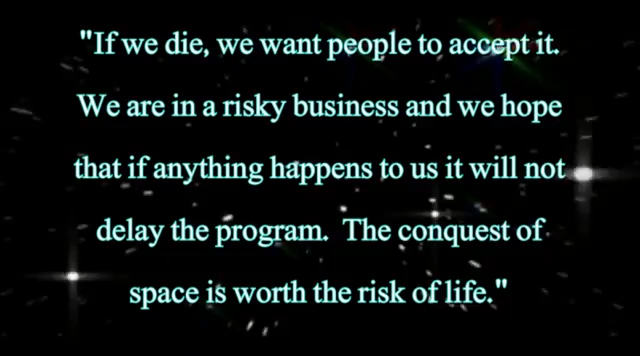 "If we die, we want people to accept it.
We are in a risky business and we hope
that if anything happens to us it will not
delay the program.  The conquest of
space is worth the risk of life."